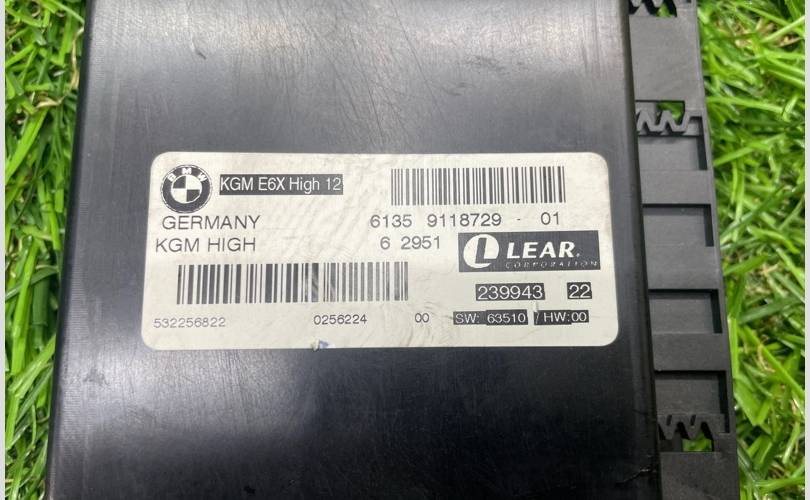 BMW KGM E6X High 12
GERMANY 6135 9118729 - 01
KGM HIGH 6 2951 LEAR.
CORPORATION
239943 22
532256822 0256224 00 SW: 63510 / HW:00